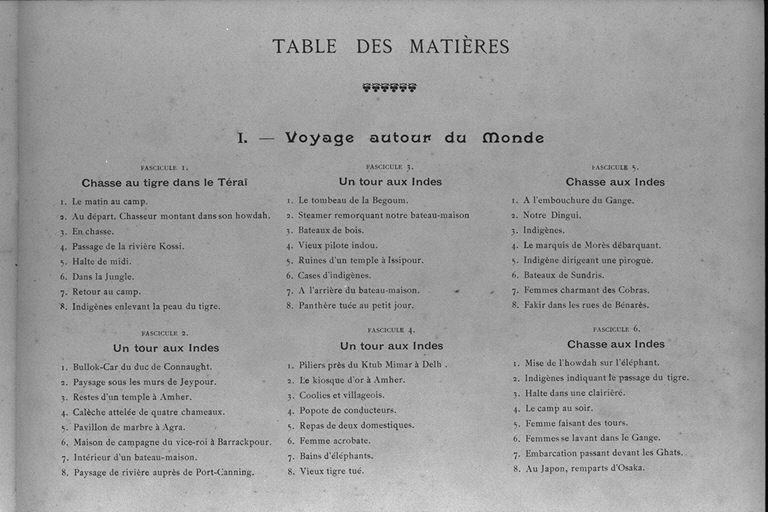 TABLE DES MATIÈRES
I. — Voyage autour du Monde
FASCICULE 1.
Chasse au tigre dans le Téraï
1. Le matin au camp.
2. Au départ. Chasseur montant dans son howdah.
3. En chasse.
4. Passage de la rivière Kossi.
5. Halte de midi.
6. Dans la Jungle.
7. Retour au camp.
8. Indigènes enlevant la peau du tigre.
FASCICULE 2.
Un tour aux Indes
1. Bullok-Car du duc de Connaught.
2. Paysage sous les murs de Jeypour.
3. Restes d'un temple à Amher.
4. Calèche attelée de quatre chameaux.
5. Pavillon de marbre à Agra.
6. Maison de campagne du vice-roi à Barrackpour.
7. Intérieur d'un bateau-maison.
8. Paysage de rivière auprès de Port-Canning.
FASCICULE 3.
Un tour aux Indes
1. Le tombeau de la Begoum.
2. Steamer remorquant notre bateau-maison
3. Bateaux de bois.
4. Vieux pilote indou.
5. Ruines d'un temple à Issipour.
6. Cases d'indigènes.
7. A l'arrière du bateau-maison.
8. Panthère tuée au petit jour.
FASCICULE 4.
Un tour aux Indes
1. Piliers près du Ktub Mimar à Delh .
2. Le kiosque d'or à Amher.
3. Coolies et villageois.
4. Popote de conducteurs.
5. Repas de deux domestiques.
6. Femme acrobate.
7. Bains d'éléphants.
8. Vieux tigre tué.
FASCICULE 5.
Chasse aux Indes
1. A l'embouchure du Gange.
2. Notre Dingui.
3. Indigènes.
4. Le marquis de Morès débarquant.
5. Indigène dirigeant une pirogue.
6. Bateaux de Sundris.
7. Femmes charmant des Cobras.
8. Fakir dans les rues de Bénarès.
FASCICULE 6.
Chasse aux Indes
1. Mise de l'howdah sur l'éléphant.
2. Indigènes indiquant le passage du tigre.
3. Halte dans une clairière.
4. Le camp au soir.
5. Femme faisant des tours.
6. Femmes se lavant dans le Gange.
7. Embarcation passant devant les Ghats.
8. Au Japon, remparts d'Osaka.